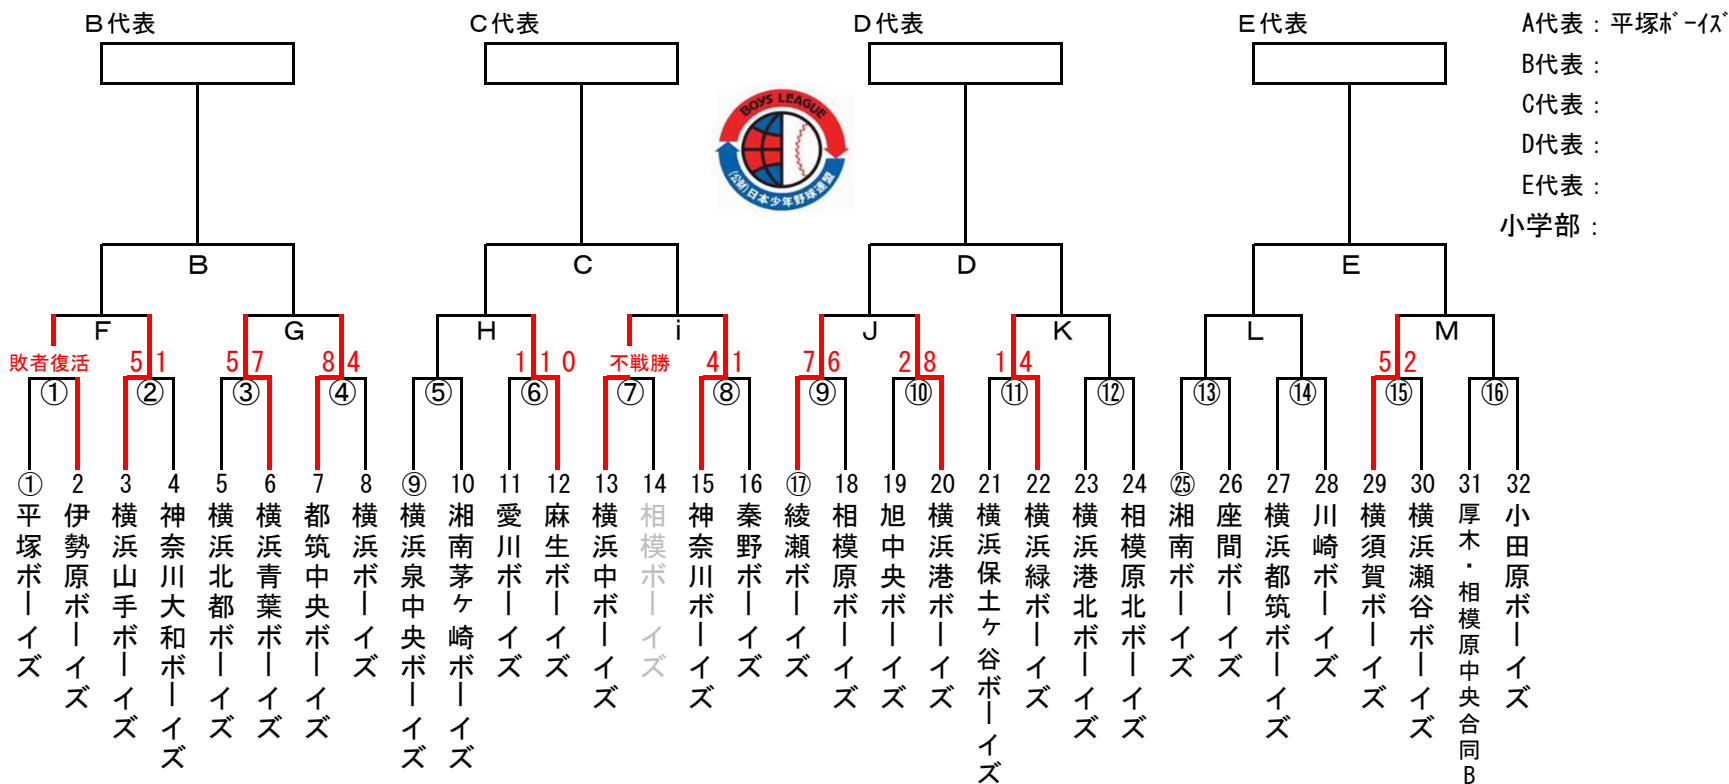 B代表
C代表
D代表
E代表
A代表：平塚ﾎﾞｰｲｽﾞ
B代表：
C代表：
D代表：
E代表：
小学部：
BOYS LEAGUE
(公財)日本少年野球連盟
B
C
D
E
F
G
H
i
J
K
L
M
敗者復活
5 1
5 7
8 4
1 1 0
不戦勝
4 1
7 6
2 8
1 4
5 2
①
②
③
④
⑤
⑥
⑦
⑧
⑨
⑩
⑪
⑫
⑬
⑭
⑮
⑯
① 平塚ボーイズ
2 伊勢原ボーイズ
3 横浜山手ボーイズ
4 神奈川大和ボーイズ
5 横浜北都ボーイズ
6 横浜青葉ボーイズ
7 都筑中央ボーイズ
8 横浜ボーイズ
⑨ 横浜泉中央ボーイズ
10 湘南茅ヶ崎ボーイズ
11 愛川ボーイズ
12 麻生ボーイズ
13 横浜中ボーイズ
14 相模ボーイズ
15 神奈川ボーイズ
16 秦野ボーイズ
⑰ 綾瀬ボーイズ
18 相模原ボーイズ
19 旭中央ボーイズ
20 横浜港ボーイズ
21 横浜保土ヶ谷ボーイズ
22 横浜緑ボーイズ
23 横浜港北ボーイズ
24 相模原北ボーイズ
㉕ 湘南ボーイズ
26 座間ボーイズ
27 横浜都筑ボーイズ
28 川崎ボーイズ
29 横須賀ボーイズ
30 横浜瀬谷ボーイズ
31 厚木・相模原中央合同B
32 小田原ボーイズ